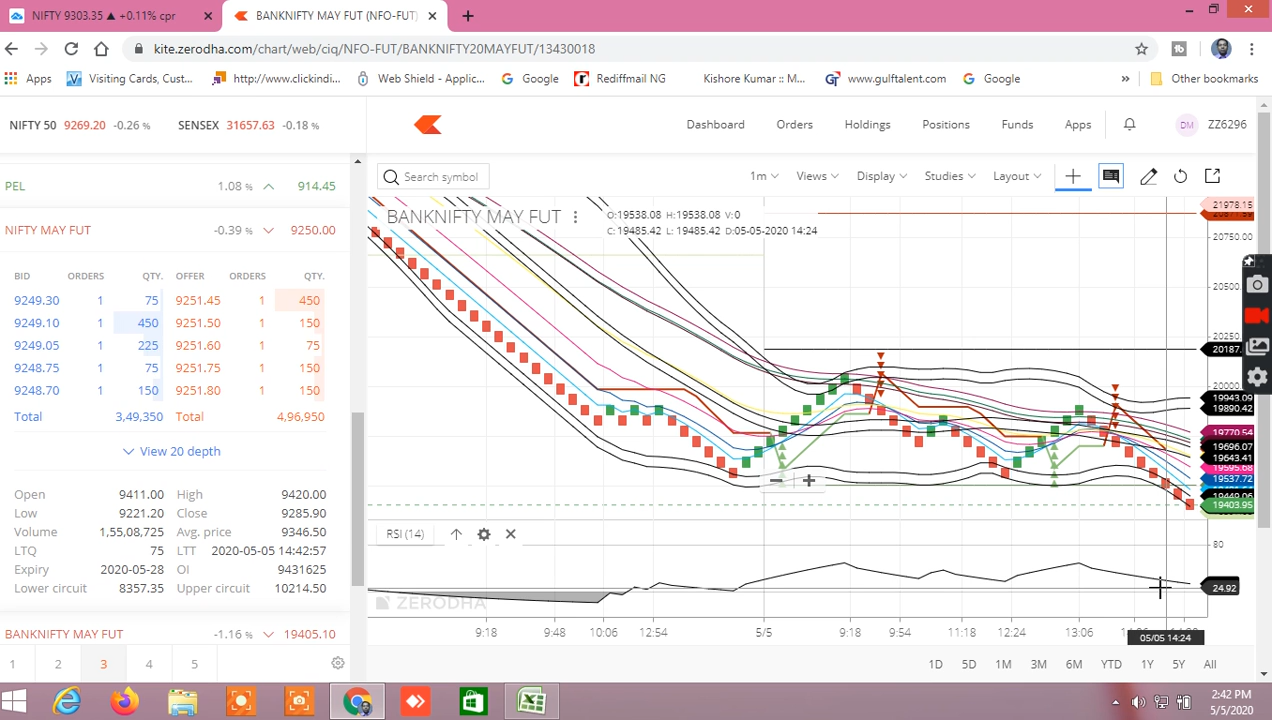 NIFTY 9303.35 ▲ +0.11% cpr
BANKNIFTY MAY FUT (NFO-FUT)
kite.zerodha.com/chart/web/ciq/NFO-FUT/BANKNIFTY20MAYFUT/13430018
Apps Visiting Cards, Cust... http://www.clickindi... Web Shield - Applic... Google Rediffmail NG Kishore Kumar :: M... www.gulftalent.com Google » Other bookmarks
NIFTY 50 9269.20 -0.26 % SENSEX 31657.63 -0.18 %
Dashboard Orders Holdings Positions Funds Apps DM ZZ6296
PEL 1.08 % 914.45
NIFTY MAY FUT -0.39 % 9250.00
BID ORDERS QTY. OFFER ORDERS QTY.
9249.30 1 75 9251.45 1 450
9249.10 1 450 9251.50 1 150
9249.05 1 225 9251.60 1 75
9248.75 1 75 9251.75 1 150
9248.70 1 150 9251.80 1 150
Total 3,49,350 Total 4,96,950
View 20 depth
Open 9411.00 High 9420.00
Low 9221.20 Close 9285.90
Volume 1,55,08,725 Avg. price 9346.50
LTQ 75 LTT 2020-05-05 14:42:57
Expiry 2020-05-28 OI 9431625
Lower circuit 8357.35 Upper circuit 10214.50
BANKNIFTY MAY FUT -1.16 % 19405.10
1 2 3 4 5
Search symbol 1m Views Display Studies Layout
BANKNIFTY MAY FUT
O:19538.08 H:19538.08 V:0
C:19485.42 L:19485.42 D:05-05-2020 14:24
21978.15
20750.00
20500.
20250
20187.
20000
19943.09
19890.42
19770.54
19696.07
19643.41
19595.68
19537.72
19448.06
19403.95
RSI (14)
80
24.92
ZERODHA
9:18 9:48 10:06 12:54 5/5 9:18 9:54 11:18 12:24 13:06
05/05 14:24
1D 5D 1M 3M 6M YTD 1Y 5Y All
2:42 PM
5/5/2020